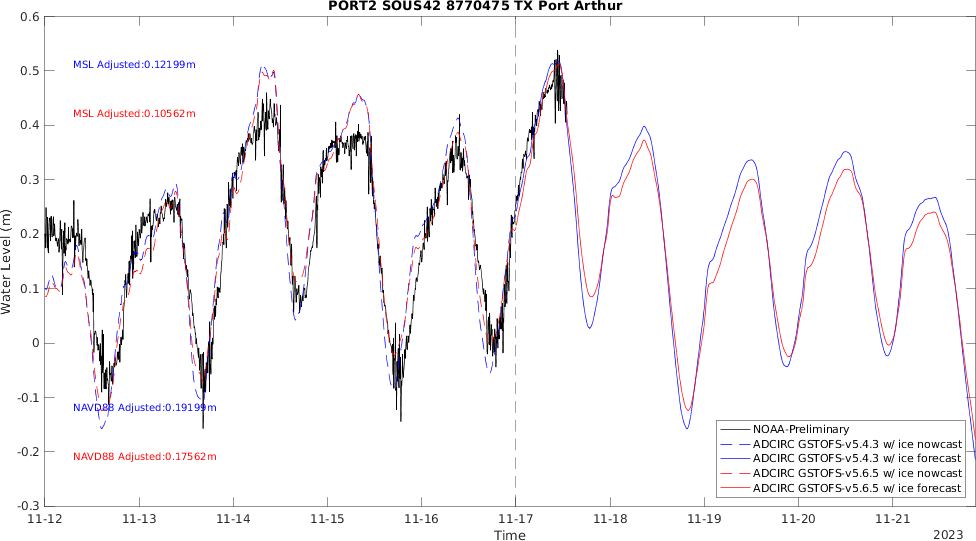 PORT2 SOUS42 8770475 TX Port Arthur
0.6
0.5
0.4
0.3
0.2
0.1
0
-0.1
-0.2
-0.3
Water Level (m)
MSL Adjusted:0.12199m
MSL Adjusted:0.10562m
NAVD88 Adjusted:0.19199m
NAVD88 Adjusted:0.17562m
NOAA-Preliminary
ADCIRC GSTOFS-v5.4.3 w/ ice nowcast
ADCIRC GSTOFS-v5.4.3 w/ ice forecast
ADCIRC GSTOFS-v5.6.5 w/ ice nowcast
ADCIRC GSTOFS-v5.6.5 w/ ice forecast
11-12 11-13 11-14 11-15 11-16 11-17 11-18 11-19 11-20 11-21
Time
2023